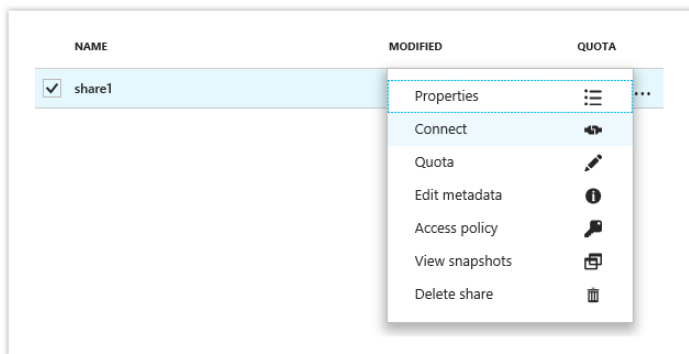 NAME MODIFIED QUOTA
share1 ...
Properties
Connect
Quota
Edit metadata
Access policy
View snapshots
Delete share